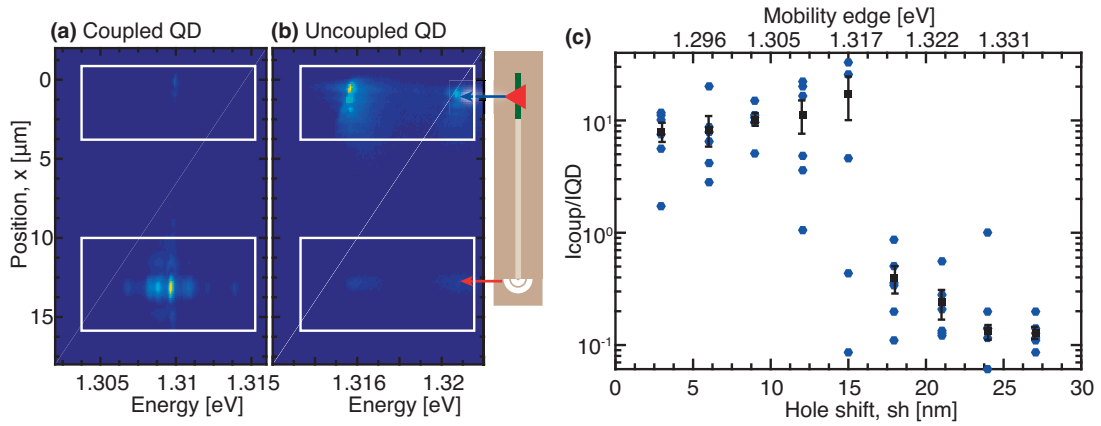 (a) Coupled QD
(b) Uncoupled QD
Position, x [μm]
0
5
10
15
1.305 1.31 1.315
Energy [eV]
1.316 1.32
Energy [eV]
(c)
Mobility edge [eV]
1.296 1.305 1.317 1.322 1.331
Icoup/IQD
10¹
10⁰
10⁻¹
0 5 10 15 20 25 30
Hole shift, sh [nm]